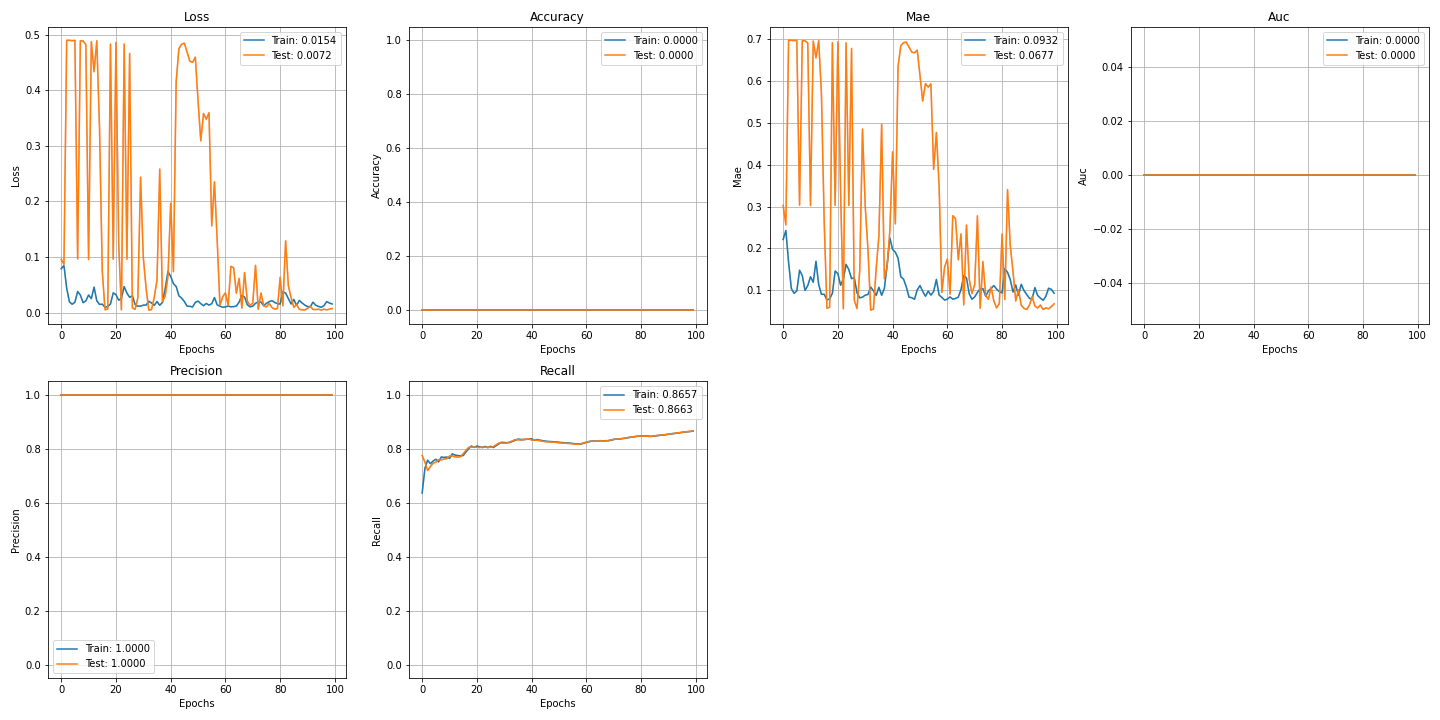 Loss
Loss
0.5
0.4
0.3
0.2
0.1
0.0
Train: 0.0154
Test: 0.0072
0 20 40 60 80 100
Epochs
Accuracy
Accuracy
1.0
0.8
0.6
0.4
0.2
0.0
Train: 0.0000
Test: 0.0000
0 20 40 60 80 100
Epochs
Mae
Mae
0.7
0.6
0.5
0.4
0.3
0.2
0.1
Train: 0.0932
Test: 0.0677
0 20 40 60 80 100
Epochs
Auc
Auc
0.04
0.02
0.00
−0.02
−0.04
Train: 0.0000
Test: 0.0000
0 20 40 60 80 100
Epochs
Precision
Precision
1.0
0.8
0.6
0.4
0.2
0.0
Train: 1.0000
Test: 1.0000
0 20 40 60 80 100
Epochs
Recall
Recall
1.0
0.8
0.6
0.4
0.2
0.0
Train: 0.8657
Test: 0.8663
0 20 40 60 80 100
Epochs